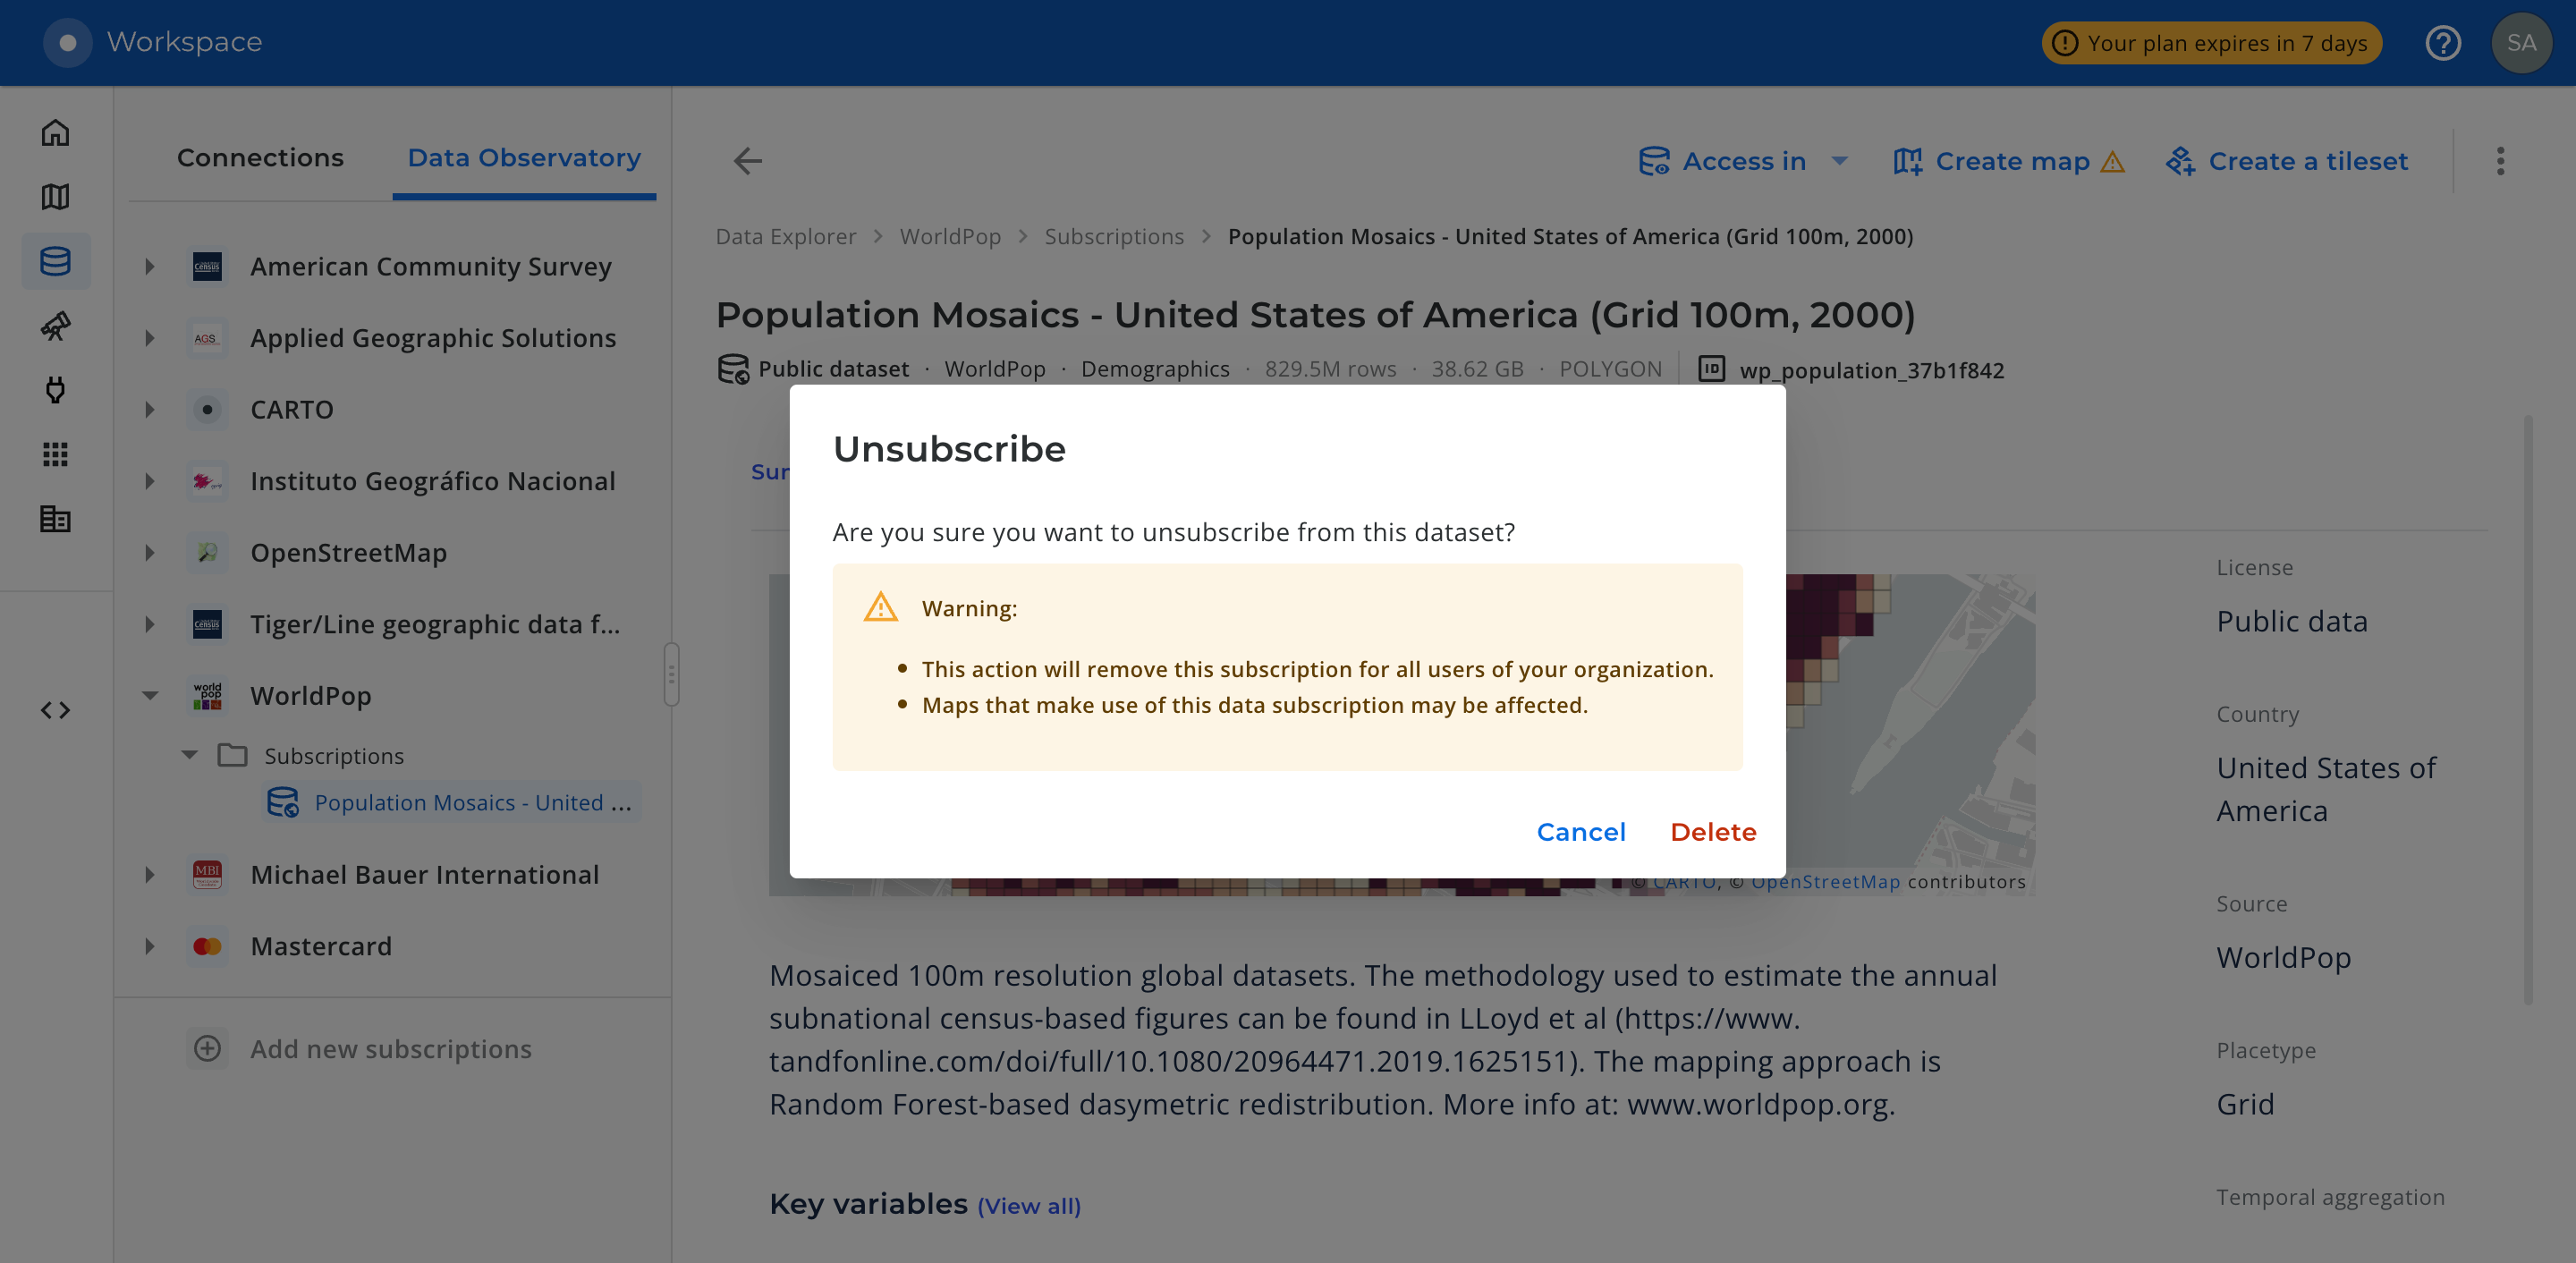 Workspace
Your plan expires in 7 days
SA
Connections
Data Observatory
Access in
Create map
Create a tileset
Data Explorer > WorldPop > Subscriptions > Population Mosaics - United States of America (Grid 100m, 2000)
Population Mosaics - United States of America (Grid 100m, 2000)
Public dataset · WorldPop · Demographics · 829.5M rows · 38.62 GB · POLYGON
ID wp_population_37b1f842
American Community Survey
AGS
Applied Geographic Solutions
CARTO
Instituto Geográfico Nacional
OpenStreetMap
Census
Tiger/Line geographic data f...
world pop
WorldPop
Subscriptions
Population Mosaics - United ...
MBI
Michael Bauer International
Mastercard
Add new subscriptions
Unsubscribe
Are you sure you want to unsubscribe from this dataset?
Warning:
• This action will remove this subscription for all users of your organization.
• Maps that make use of this data subscription may be affected.
Cancel
Delete
© CARTO, © OpenStreetMap contributors
Mosaiced 100m resolution global datasets. The methodology used to estimate the annual
subnational census-based figures can be found in LLoyd et al (https://www.
tandfonline.com/doi/full/10.1080/20964471.2019.1625151). The mapping approach is
Random Forest-based dasymetric redistribution. More info at: www.worldpop.org.
Key variables (View all)
License
Public data
Country
United States of
America
Source
WorldPop
Placetype
Grid
Temporal aggregation